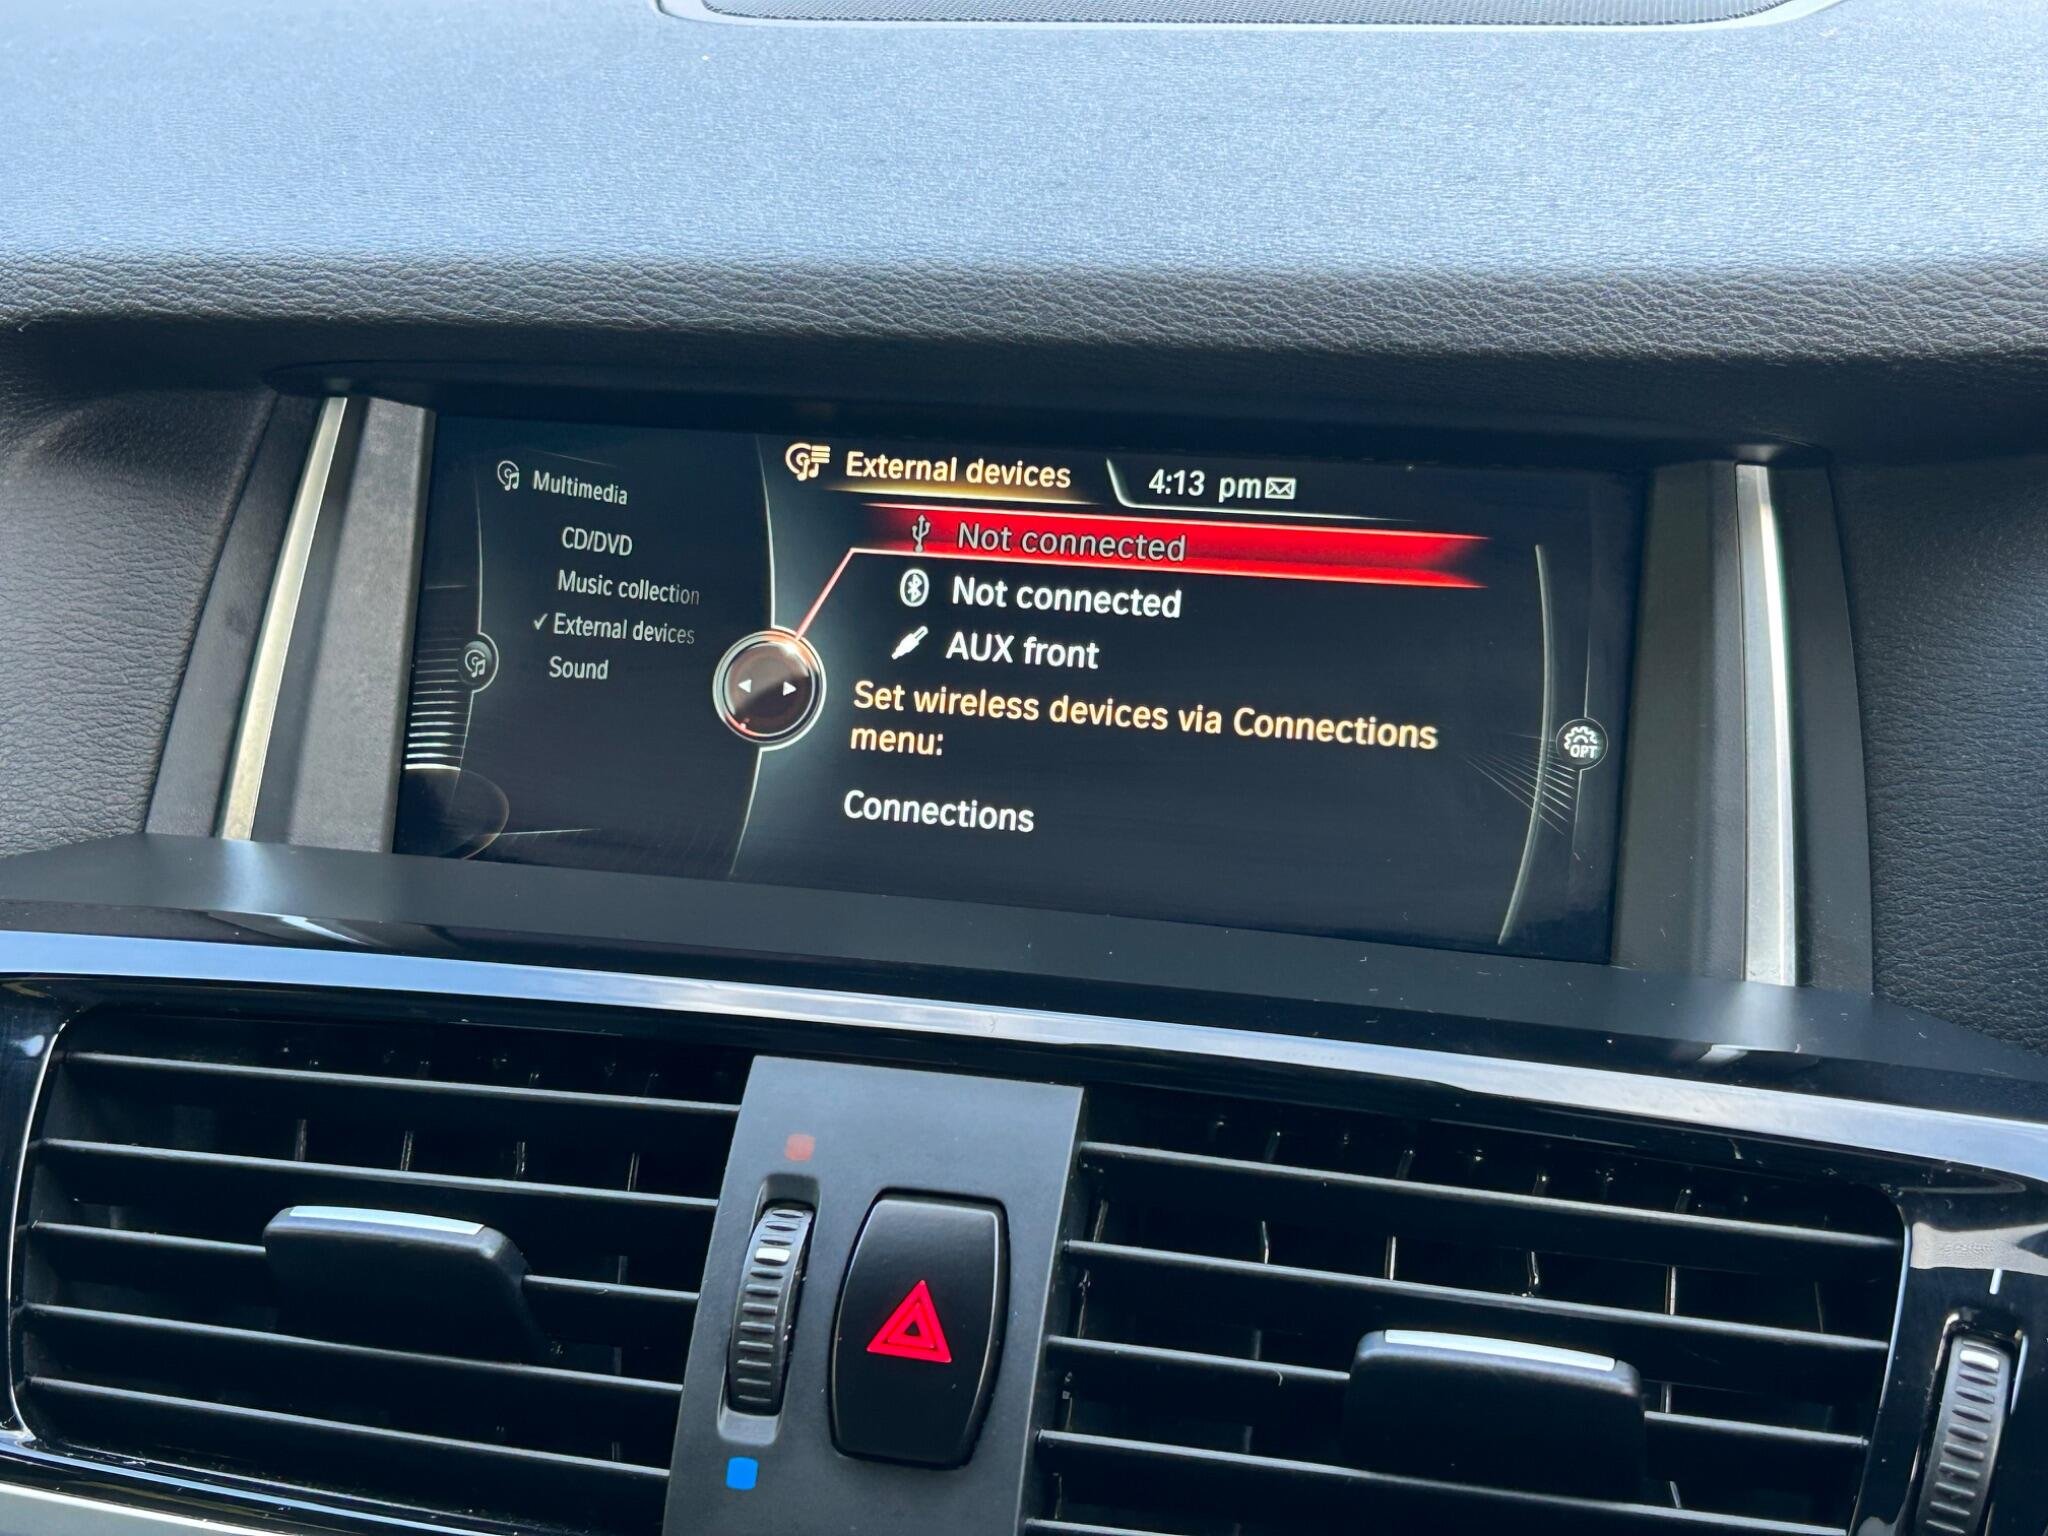 Multimedia
CD/DVD
Music collection
External devices
Sound
External devices
4:13 pm
Not connected
Not connected
AUX front
Set wireless devices via Connections
menu:
Connections
OPT